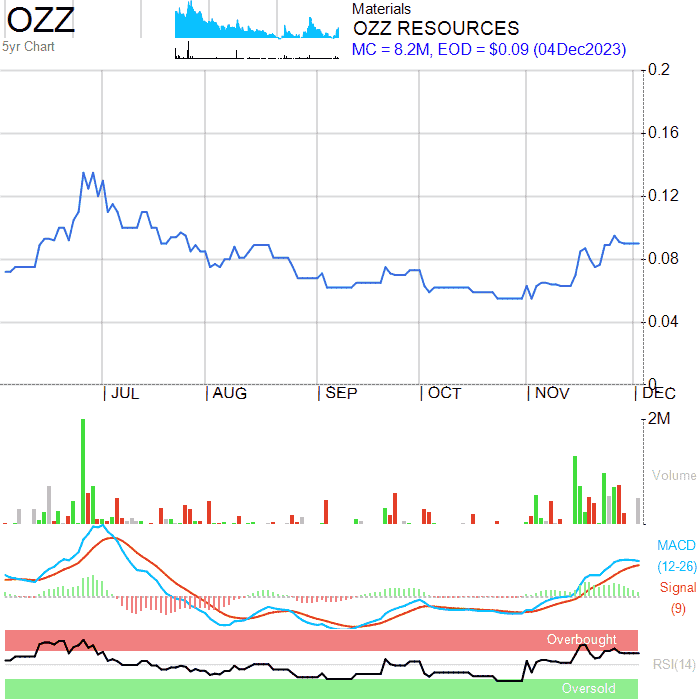 OZZ
5yr Chart
Materials
OZZ RESOURCES
MC = 8.2M, EOD = $0.09 (04Dec2023)
0.2
0.16
0.12
0.08
0.04
0
JUL
AUG
SEP
OCT
NOV
DEC
2M
Volume
MACD
(12-26)
Signal
(9)
Overbought
RSI(14)
Oversold